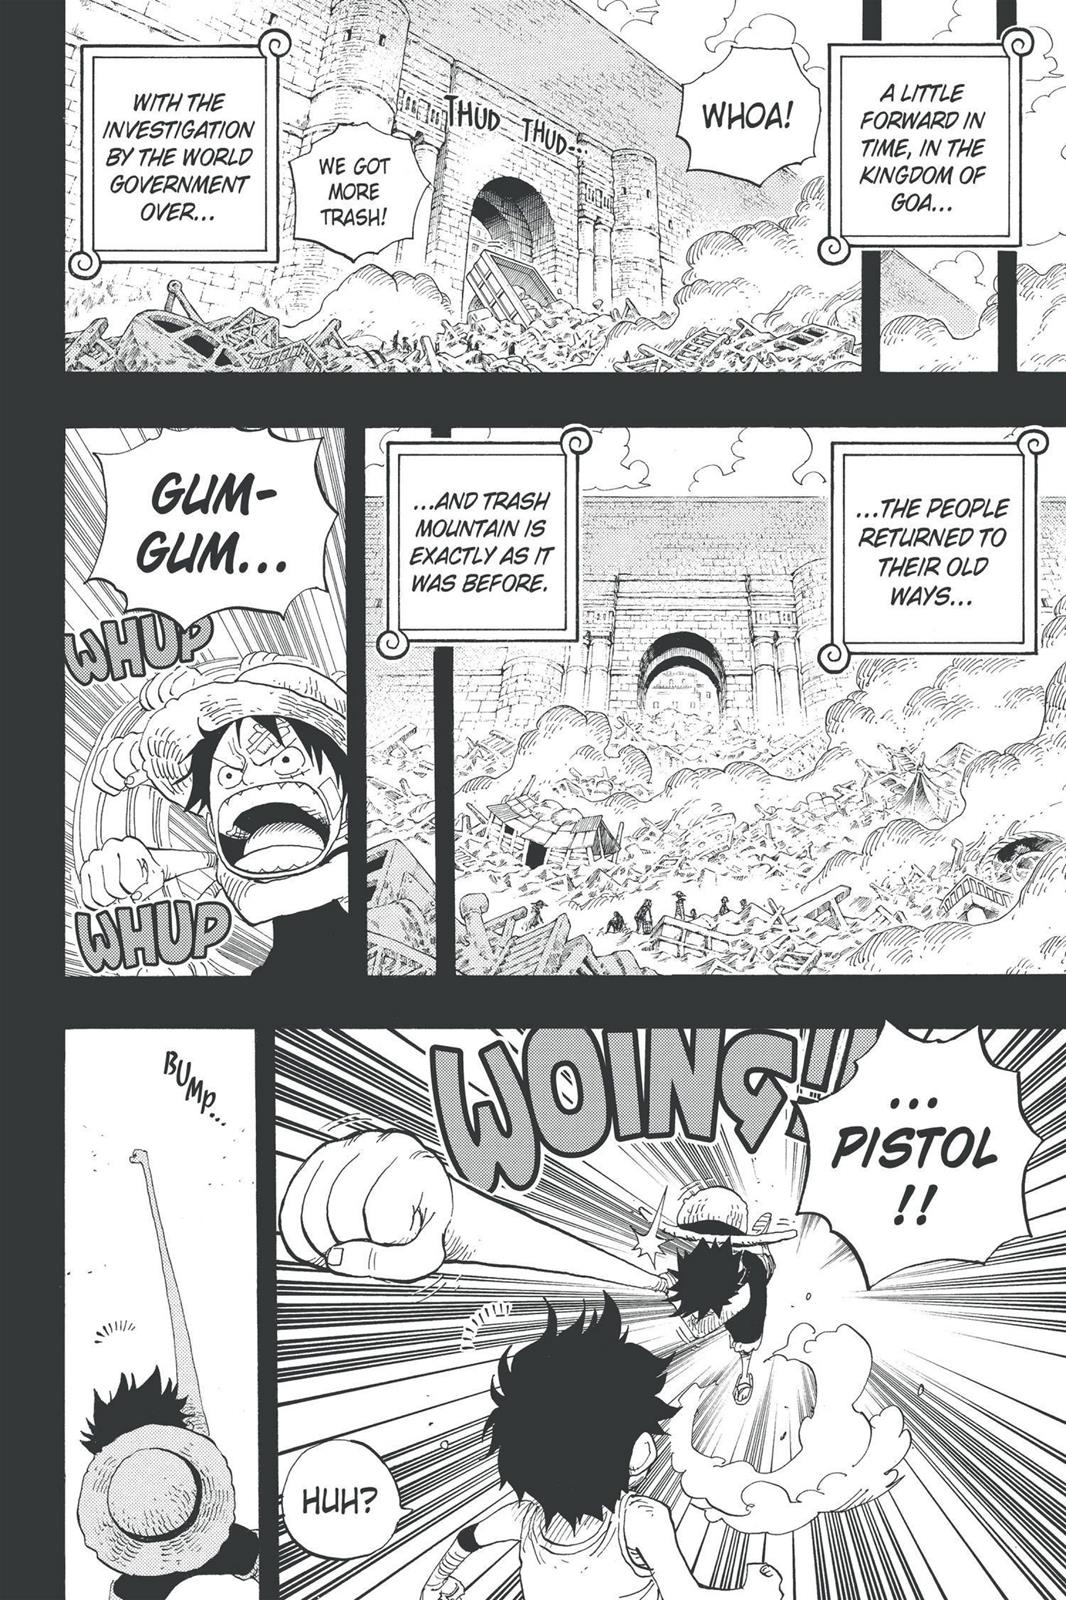 A LITTLE
FORWARD IN
TIME, IN THE
KINGDOM OF
GOA...
WHOA!
THUD THUD...
WE GOT
MORE
TRASH!
WITH THE
INVESTIGATION
BY THE WORLD
GOVERNMENT
OVER...
...THE PEOPLE
RETURNED TO
THEIR OLD
WAYS...
...AND TRASH
MOUNTAIN IS
EXACTLY AS IT
WAS BEFORE.
GUM-
GUM...
WHUP
WHUP
...
PISTOL
!!
WOING!!
HUH?
BUMP...